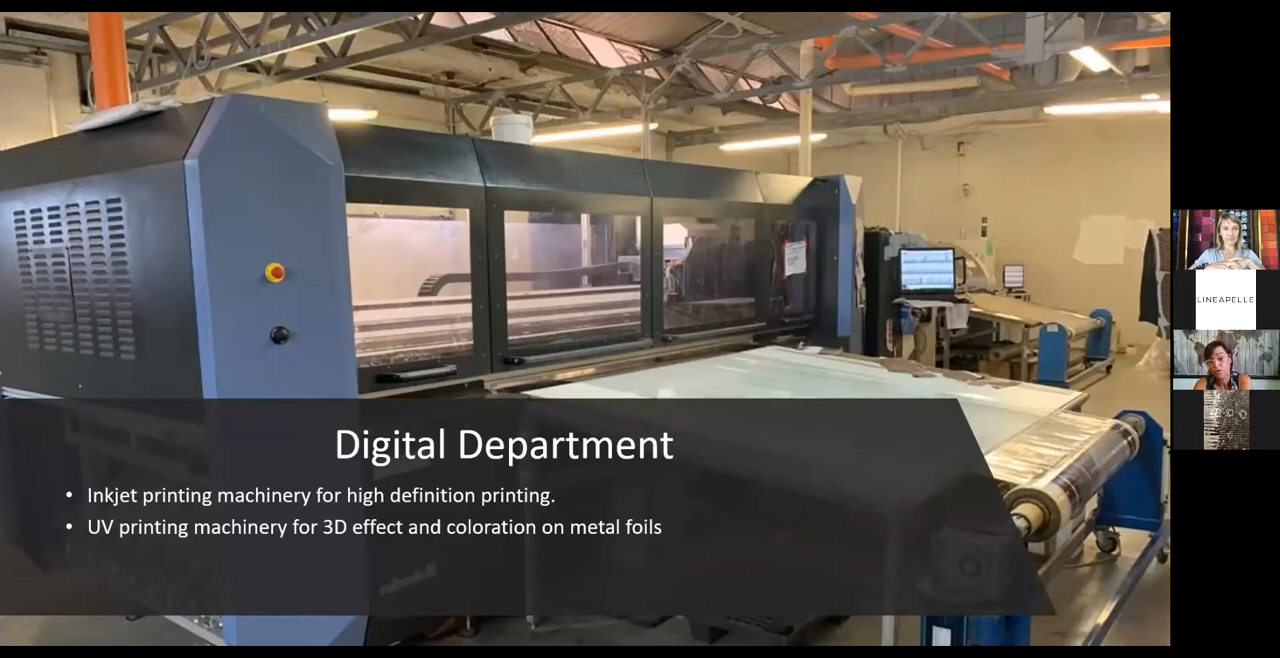 Digital Department
• Inkjet printing machinery for high definition printing.
• UV printing machinery for 3D effect and coloration on metal foils
LINEAPELLE